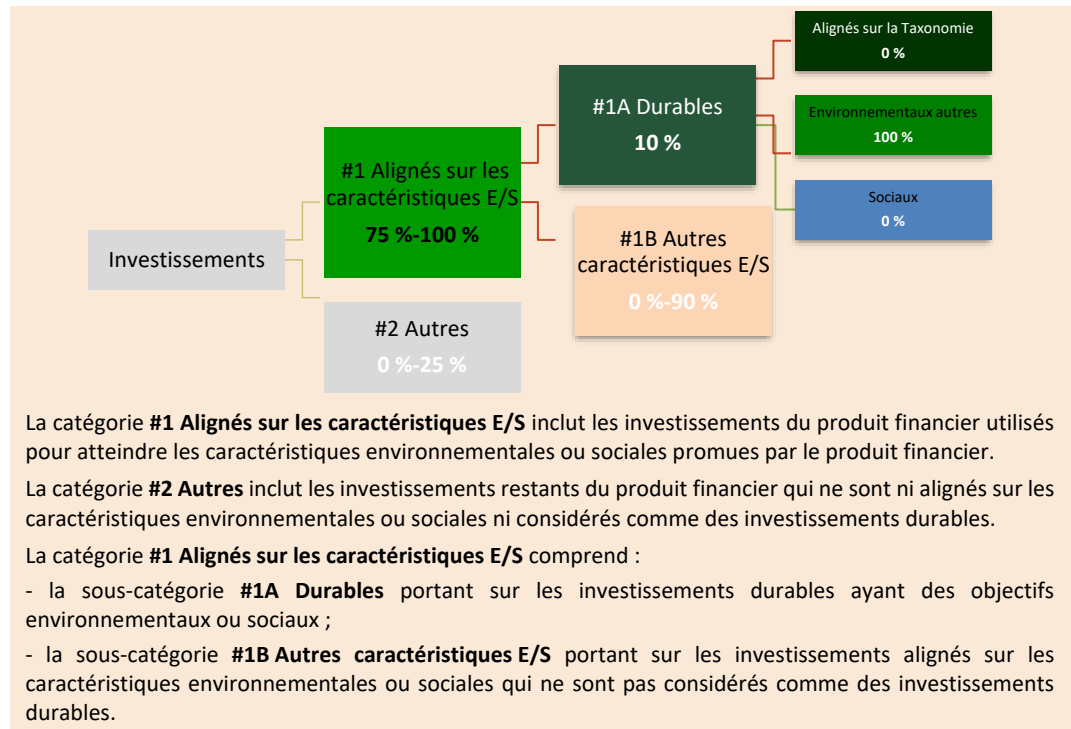 Investissements
#1 Alignés sur les
caractéristiques E/S
75 %-100 %
#2 Autres
0 %-25 %
#1A Durables
10 %
#1B Autres
caractéristiques E/S
0 %-90 %
Alignés sur la Taxonomie
0 %
Environnementaux autres
100 %
Sociaux
0 %
La catégorie #1 Alignés sur les caractéristiques E/S inclut les investissements du produit financier utilisés
pour atteindre les caractéristiques environnementales ou sociales promues par le produit financier.
La catégorie #2 Autres inclut les investissements restants du produit financier qui ne sont ni alignés sur les
caractéristiques environnementales ou sociales ni considérés comme des investissements durables.
La catégorie #1 Alignés sur les caractéristiques E/S comprend :
- la sous-catégorie #1A Durables portant sur les investissements durables ayant des objectifs
environnementaux ou sociaux ;
- la sous-catégorie #1B Autres caractéristiques E/S portant sur les investissements alignés sur les
caractéristiques environnementales ou sociales qui ne sont pas considérés comme des investissements
durables.